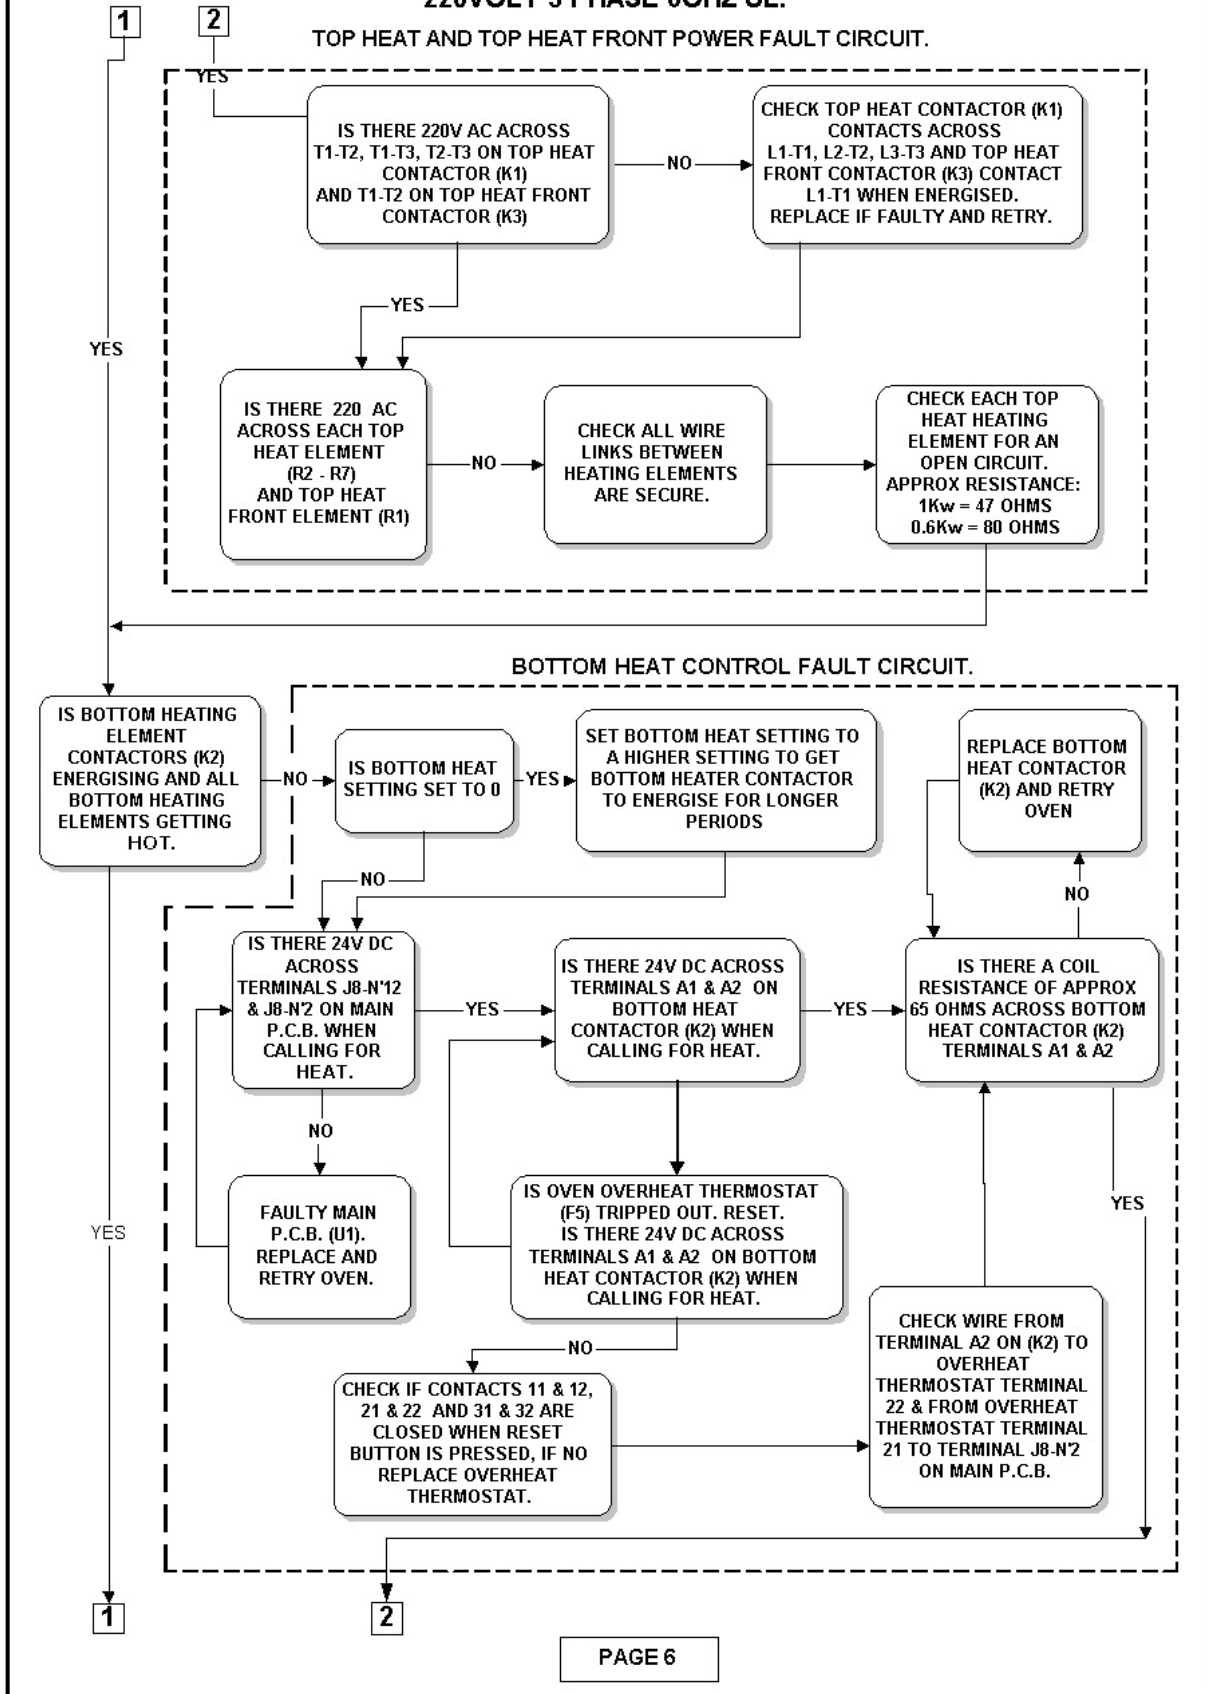 1
2
220VOLT 3 PHASE 60HZ UL.
TOP HEAT AND TOP HEAT FRONT POWER FAULT CIRCUIT.
YES
IS THERE 220V AC ACROSS
T1-T2, T1-T3, T2-T3 ON TOP HEAT
CONTACTOR (K1)
AND T1-T2 ON TOP HEAT FRONT
CONTACTOR (K3)
NO
CHECK TOP HEAT CONTACTOR (K1)
CONTACTS ACROSS
L1-T1, L2-T2, L3-T3 AND TOP HEAT
FRONT CONTACTOR (K3) CONTACT
L1-T1 WHEN ENERGISED.
REPLACE IF FAULTY AND RETRY.
YES
YES
IS THERE 220 AC
ACROSS EACH TOP
HEAT ELEMENT
(R2 - R7)
AND TOP HEAT
FRONT ELEMENT (R1)
NO
CHECK ALL WIRE
LINKS BETWEEN
HEATING ELEMENTS
ARE SECURE.
CHECK EACH TOP
HEAT HEATING
ELEMENT FOR AN
OPEN CIRCUIT.
APPROX RESISTANCE:
1Kw = 47 OHMS
0.6Kw = 80 OHMS
BOTTOM HEAT CONTROL FAULT CIRCUIT.
IS BOTTOM HEATING
ELEMENT
CONTACTORS (K2)
ENERGISING AND ALL
BOTTOM HEATING
ELEMENTS GETTING
HOT.
NO
IS BOTTOM HEAT
SETTING SET TO 0
YES
SET BOTTOM HEAT SETTING TO
A HIGHER SETTING TO GET
BOTTOM HEATER CONTACTOR
TO ENERGISE FOR LONGER
PERIODS
REPLACE BOTTOM
HEAT CONTACTOR
(K2) AND RETRY
OVEN
NO
NO
IS THERE 24V DC
ACROSS
TERMINALS J8-N'12
& J8-N'2 ON MAIN
P.C.B. WHEN
CALLING FOR
HEAT.
YES
IS THERE 24V DC ACROSS
TERMINALS A1 & A2 ON
BOTTOM HEAT
CONTACTOR (K2) WHEN
CALLING FOR HEAT.
YES
IS THERE A COIL
RESISTANCE OF APPROX
65 OHMS ACROSS BOTTOM
HEAT CONTACTOR (K2)
TERMINALS A1 & A2
NO
YES
YES
FAULTY MAIN
P.C.B. (U1).
REPLACE AND
RETRY OVEN.
IS OVEN OVERHEAT THERMOSTAT
(F5) TRIPPED OUT. RESET.
IS THERE 24V DC ACROSS
TERMINALS A1 & A2 ON BOTTOM
HEAT CONTACTOR (K2) WHEN
CALLING FOR HEAT.
NO
CHECK IF CONTACTS 11 & 12,
21 & 22 AND 31 & 32 ARE
CLOSED WHEN RESET
BUTTON IS PRESSED, IF NO
REPLACE OVERHEAT
THERMOSTAT.
CHECK WIRE FROM
TERMINAL A2 ON (K2) TO
OVERHEAT
THERMOSTAT TERMINAL
22 & FROM OVERHEAT
THERMOSTAT TERMINAL
21 TO TERMINAL J8-N'2
ON MAIN P.C.B.
1
2
PAGE 6